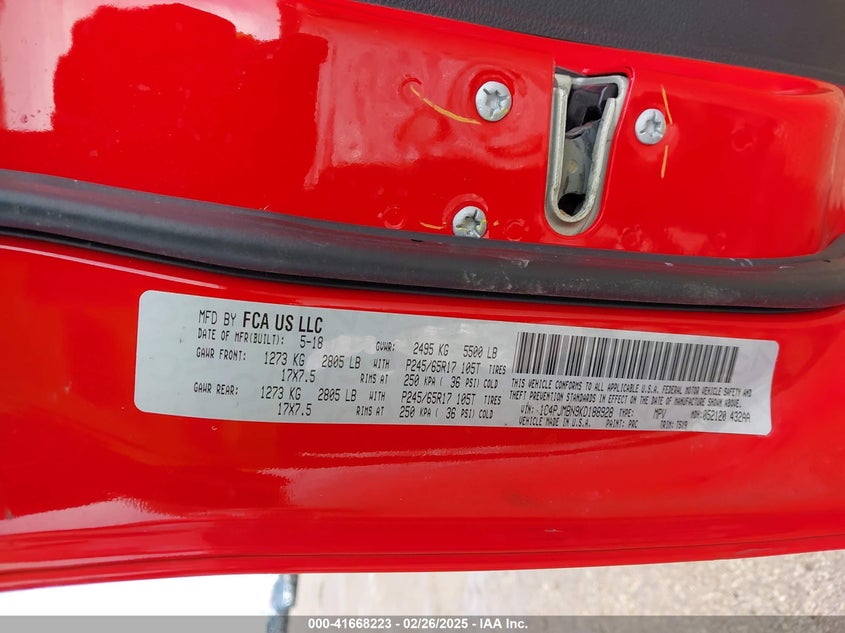 MFD BY FCA US LLC
DATE OF MFR(BUILT): 5-18 GVWR: 2495 KG 5500 LB
GAWR FRONT: 1273 KG 2805 LB WITH P245/65R17 105T TIRES
17X7.5 RIMS AT 250 KPA ( 36 PSI) COLD
GAWR REAR: 1273 KG 2805 LB WITH P245/65R17 105T TIRES
17X7.5 RIMS AT 250 KPA ( 36 PSI) COLD
THIS VEHICLE CONFORMS TO ALL APPLICABLE U.S.A. FEDERAL MOTOR VEHICLE SAFETY AND
THEFT PREVENTION STANDARDS IN EFFECT ON THE DATE OF MANUFACTURE SHOWN ABOVE.
VIN: 1C4PJMBN9KD188928 TYPE: MPV MDH: 052120 432AA
VEHICLE MADE IN U.S.A. PAINT: PRC TRIM: T5X9
000-41668223 - 02/26/2025 - © IAA Inc.